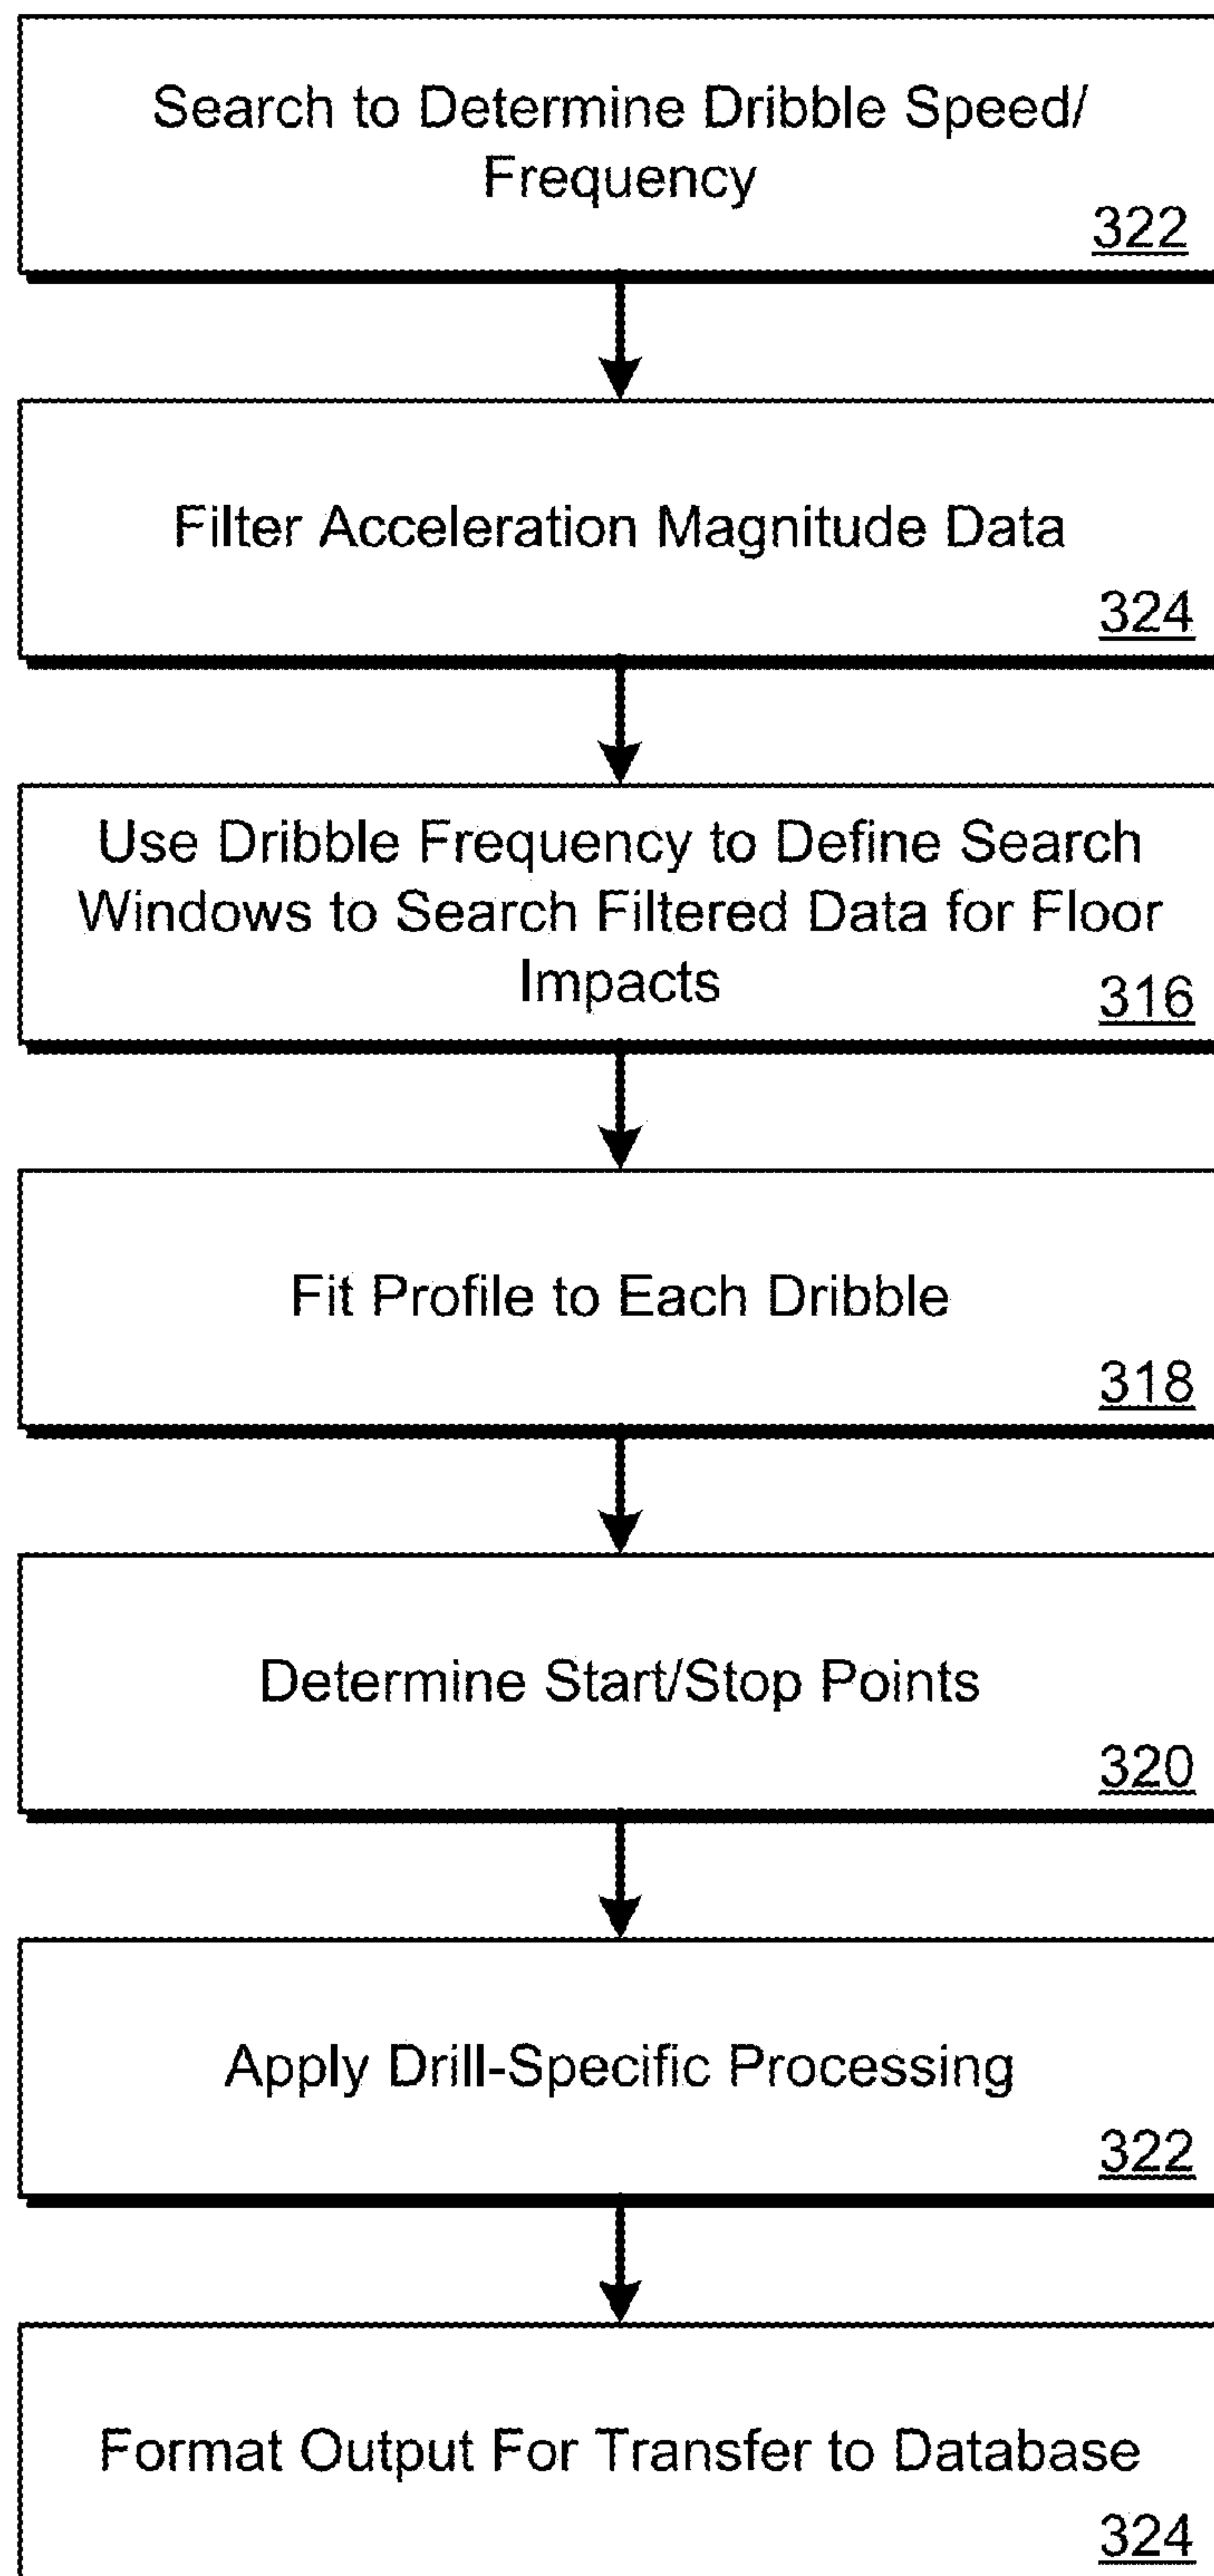 Search to Determine Dribble Speed/
Frequency
322
Filter Acceleration Magnitude Data
324
Use Dribble Frequency to Define Search
Windows to Search Filtered Data for Floor
Impacts
316
Fit Profile to Each Dribble
318
Determine Start/Stop Points
320
Apply Drill-Specific Processing
322
Format Output For Transfer to Database
324